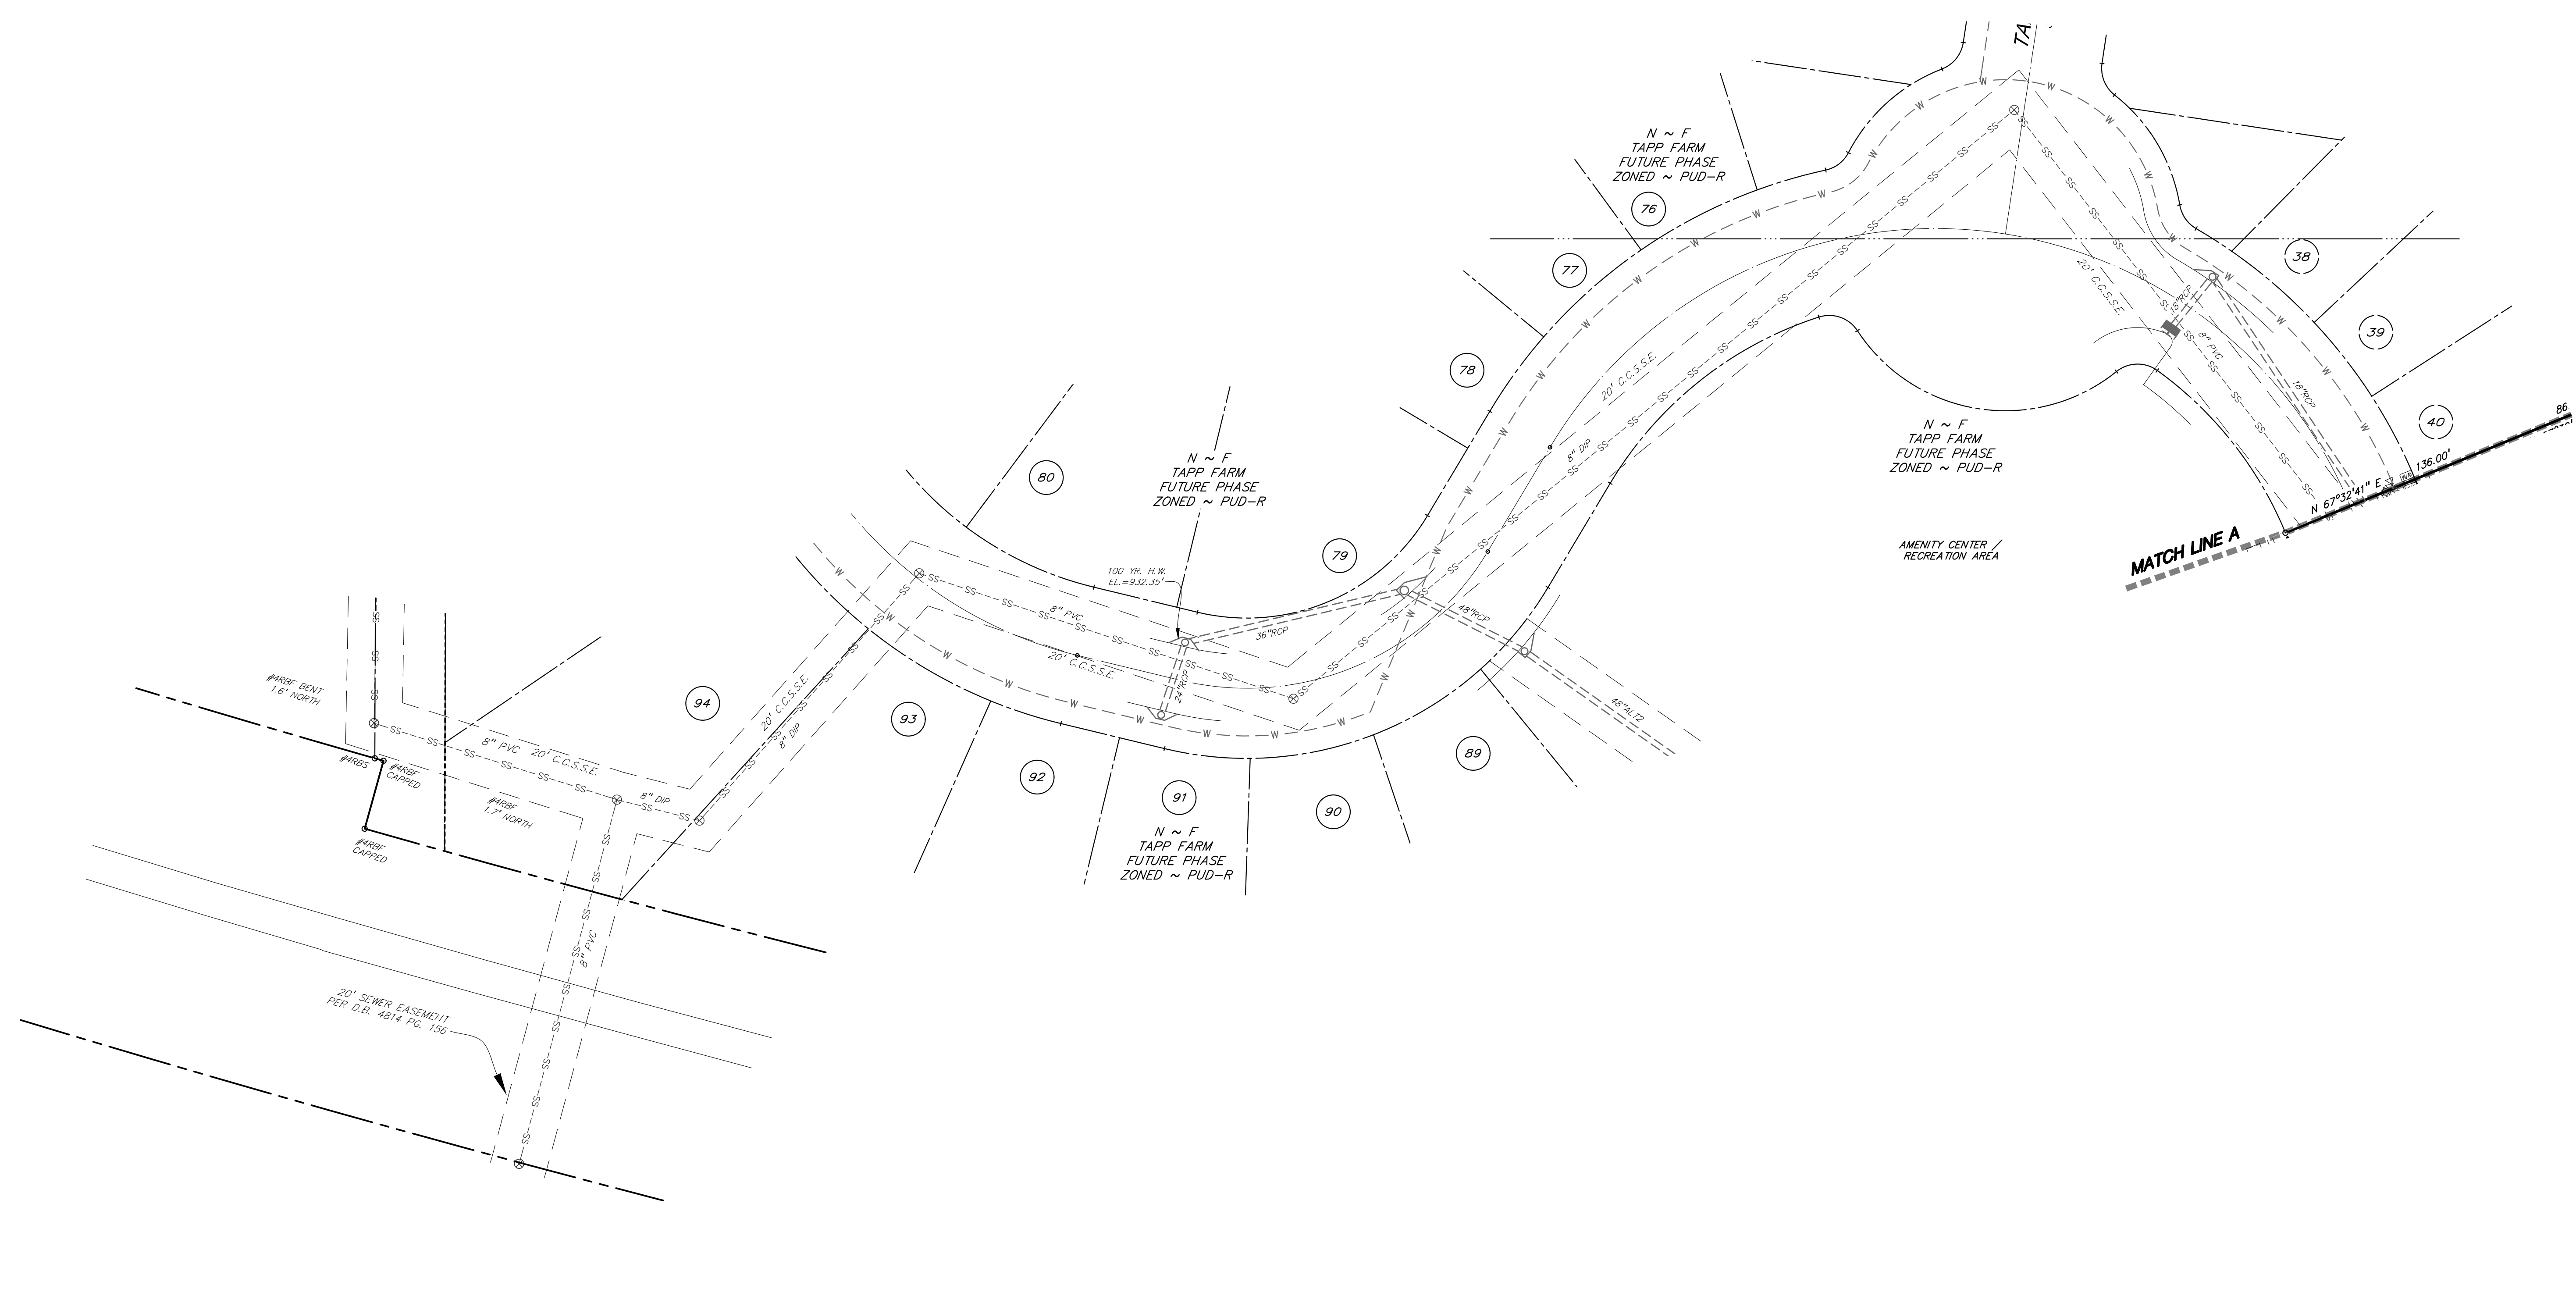 TA
N ~ F
TAPP FARM
FUTURE PHASE
ZONED ~ PUD-R
76
77
78
38
39
40
20' C.C.S.S.E.
18"RCP
8" PVC
18"RCP
20' C.C.S.S.E.
8" DIP
N ~ F
TAPP FARM
FUTURE PHASE
ZONED ~ PUD-R
AMENITY CENTER /
RECREATION AREA
MATCH LINE A
N 67°32'41" E
136.00'
86
80
N ~ F
TAPP FARM
FUTURE PHASE
ZONED ~ PUD-R
79
100 YR. H.W.
EL.=932.35'
8" PVC
20' C.C.S.S.E.
36"RCP
24"RCP
48"RCP
48"ALT2
94
93
92
91
90
89
N ~ F
TAPP FARM
FUTURE PHASE
ZONED ~ PUD-R
20' C.C.S.S.E.
8" DIP
#4RBF BENT
1.6' NORTH
#4RBS
#4RBF
CAPPED
8" PVC 20' C.C.S.S.E.
8" DIP
#4RBF
1.7' NORTH
#4RBF
CAPPED
8" PVC
20' SEWER EASEMENT
PER D.B. 4814 PG. 156
SS
W